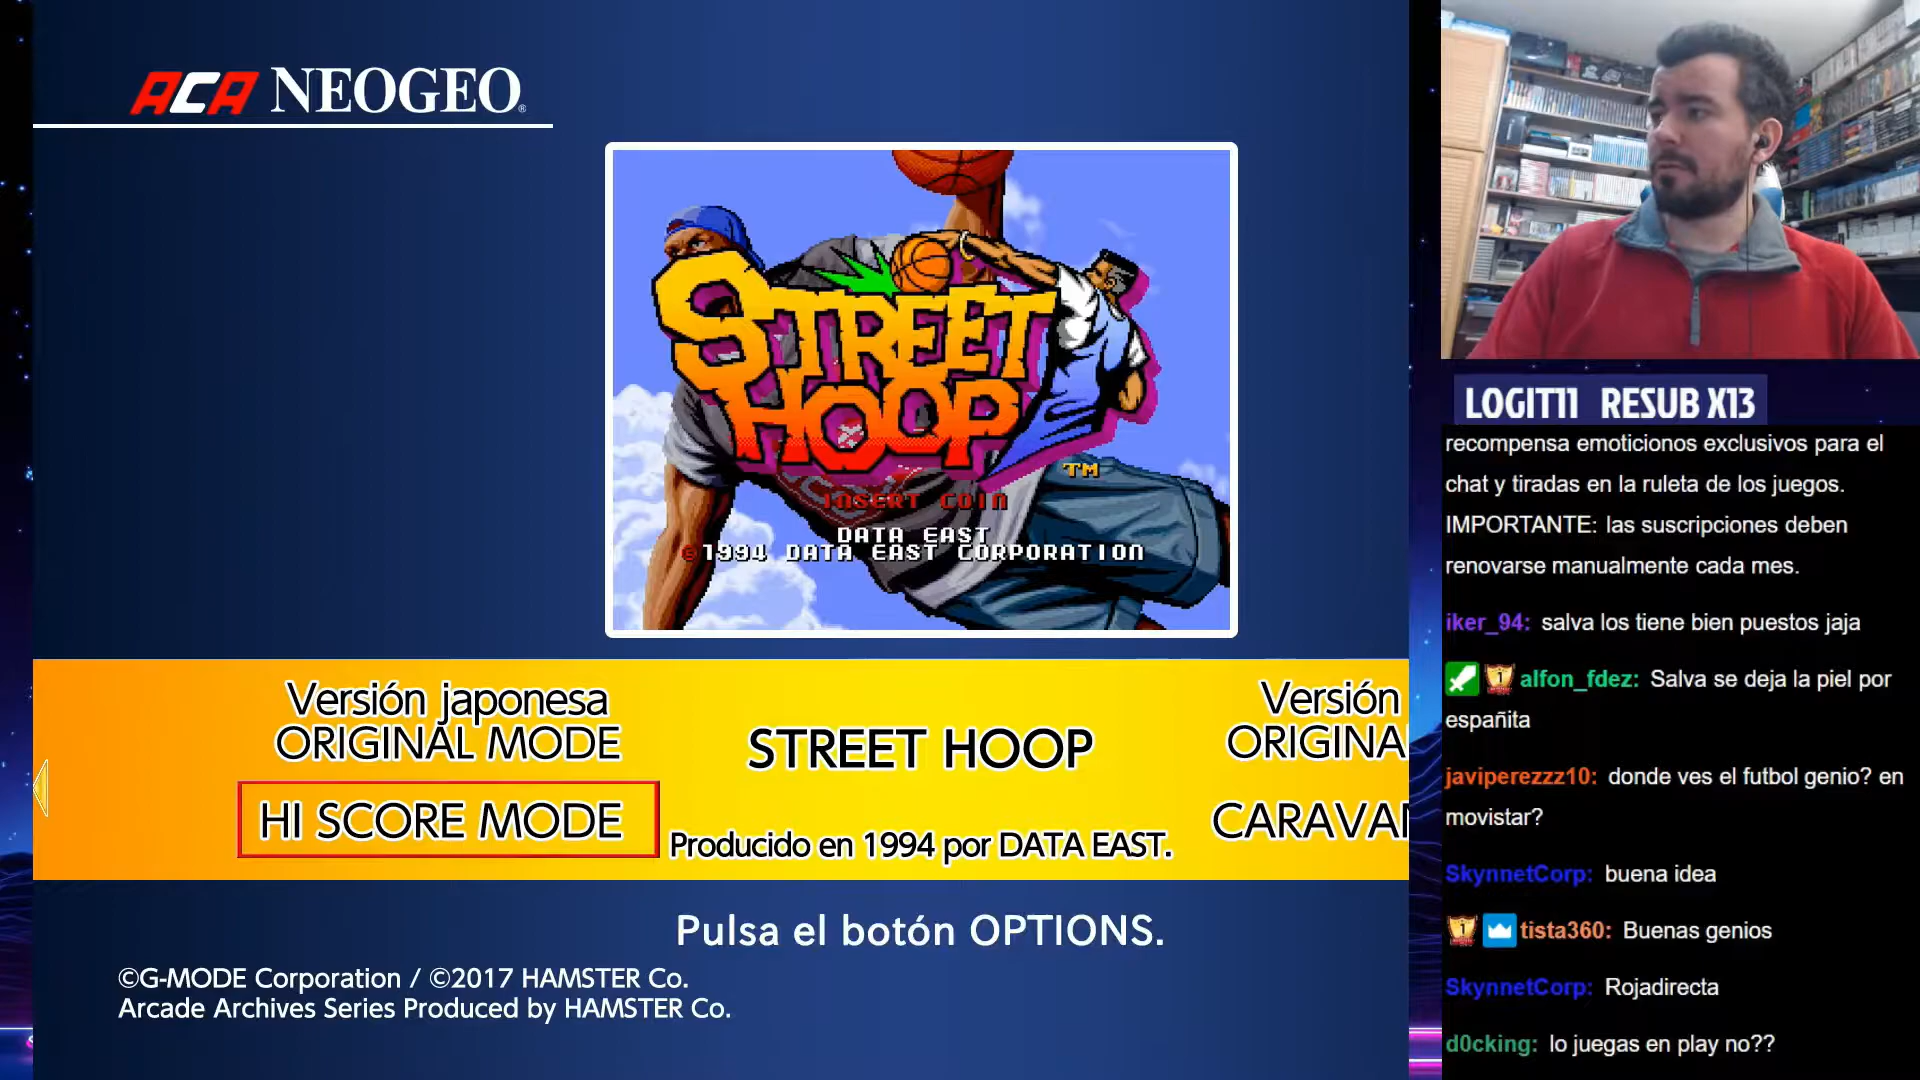 ACA NEOGEO®
STREET
HOOP
TM
INSERT COIN
DATA EAST
©1994 DATA EAST CORPORATION
Versión japonesa
ORIGINAL MODE
HI SCORE MODE
STREET HOOP
Producido en 1994 por DATA EAST.
Versión
ORIGINA
CARAVA
Pulsa el botón OPTIONS.
©G-MODE Corporation / ©2017 HAMSTER Co.
Arcade Archives Series Produced by HAMSTER Co.
LOGIT11 RESUB X13
recompensa emoticionos exclusivos para el
chat y tiradas en la ruleta de los juegos.
IMPORTANTE: las suscripciones deben
renovarse manualmente cada mes.
iker_94: salva los tiene bien puestos jaja
1 alfon_fdez: Salva se deja la piel por
españita
javiperezzz10: donde ves el futbol genio? en
movistar?
SkynnetCorp: buena idea
1 tista360: Buenas genios
SkynnetCorp: Rojadirecta
d0cking: lo juegas en play no??